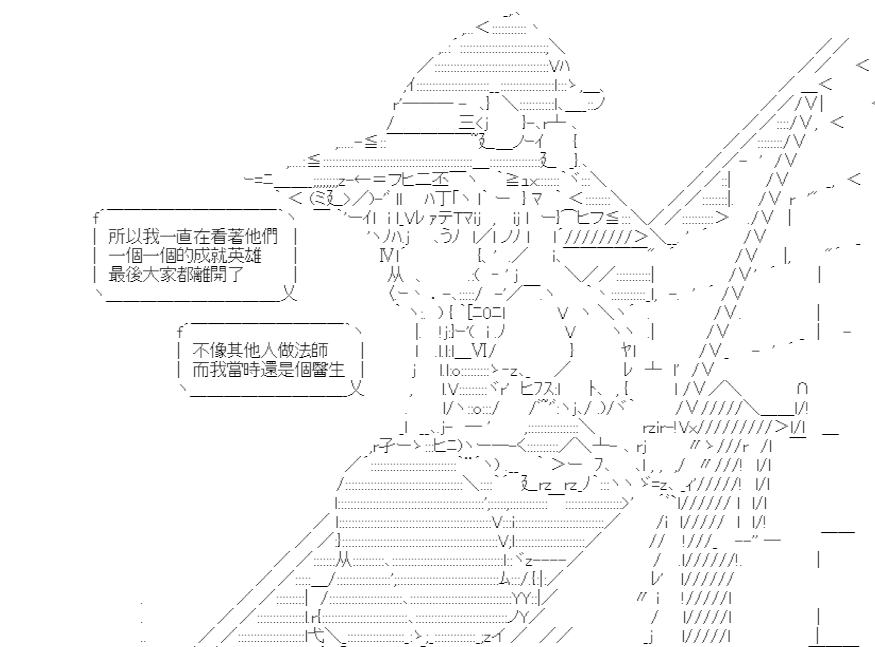 所以我一直在看著他們
一個一個的成就英雄
最後大家都離開了
不像其他人做法師
而我當時還是個醫生